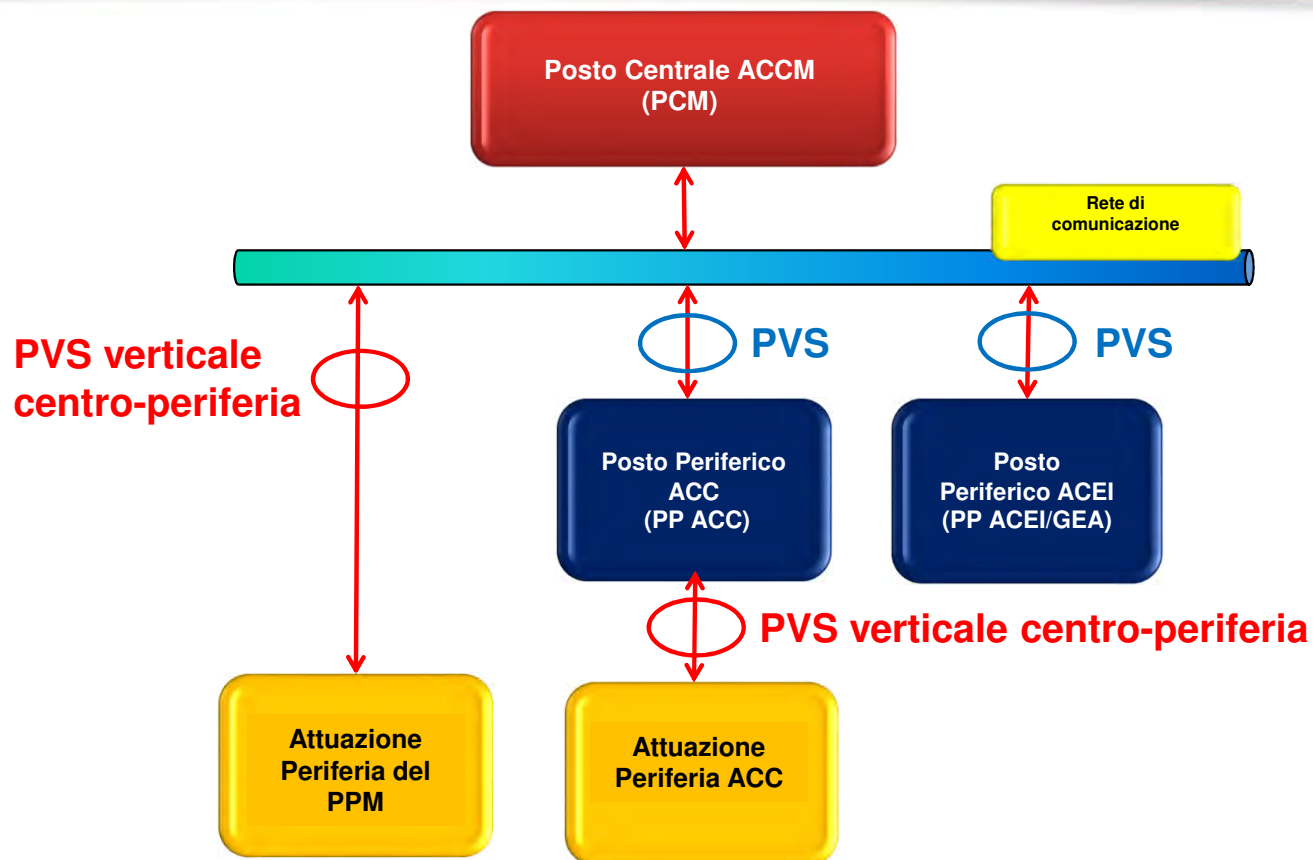 Posto Centrale ACCM
(PCM)
Rete di
comunicazione
PVS verticale
centro-periferia
PVS
PVS
Posto Periferico
ACC
(PP ACC)
Posto
Periferico ACEI
(PP ACEI/GEA)
PVS verticale centro-periferia
Attuazione
Periferia del
PPM
Attuazione
Periferia ACC